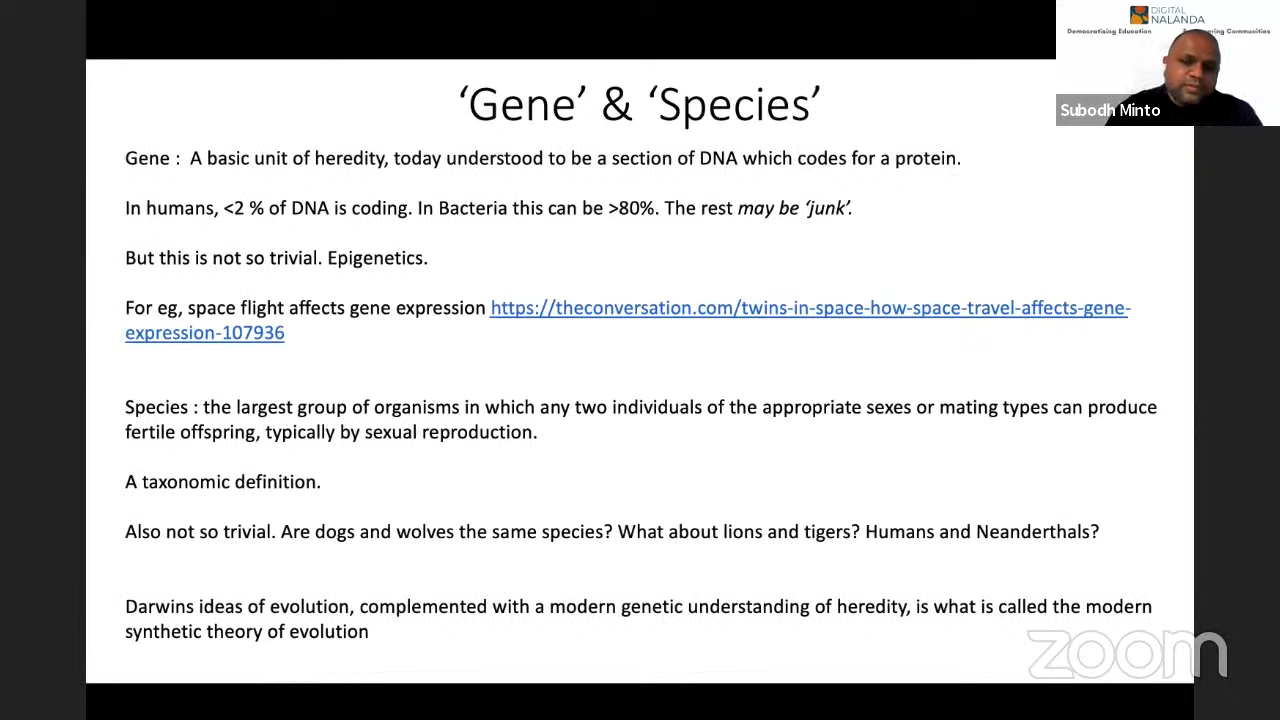 DIGITAL
NALANDA
Democratising Education
Communities
Subodh Minto
‘Gene’ & ‘Species’
Gene : A basic unit of heredity, today understood to be a section of DNA which codes for a protein.
In humans, <2 % of DNA is coding. In Bacteria this can be >80%. The rest may be ‘junk’.
But this is not so trivial. Epigenetics.
For eg, space flight affects gene expression https://theconversation.com/twins-in-space-how-space-travel-affects-gene-
expression-107936
Species : the largest group of organisms in which any two individuals of the appropriate sexes or mating types can produce
fertile offspring, typically by sexual reproduction.
A taxonomic definition.
Also not so trivial. Are dogs and wolves the same species? What about lions and tigers? Humans and Neanderthals?
Darwins ideas of evolution, complemented with a modern genetic understanding of heredity, is what is called the modern
synthetic theory of evolution
zoom